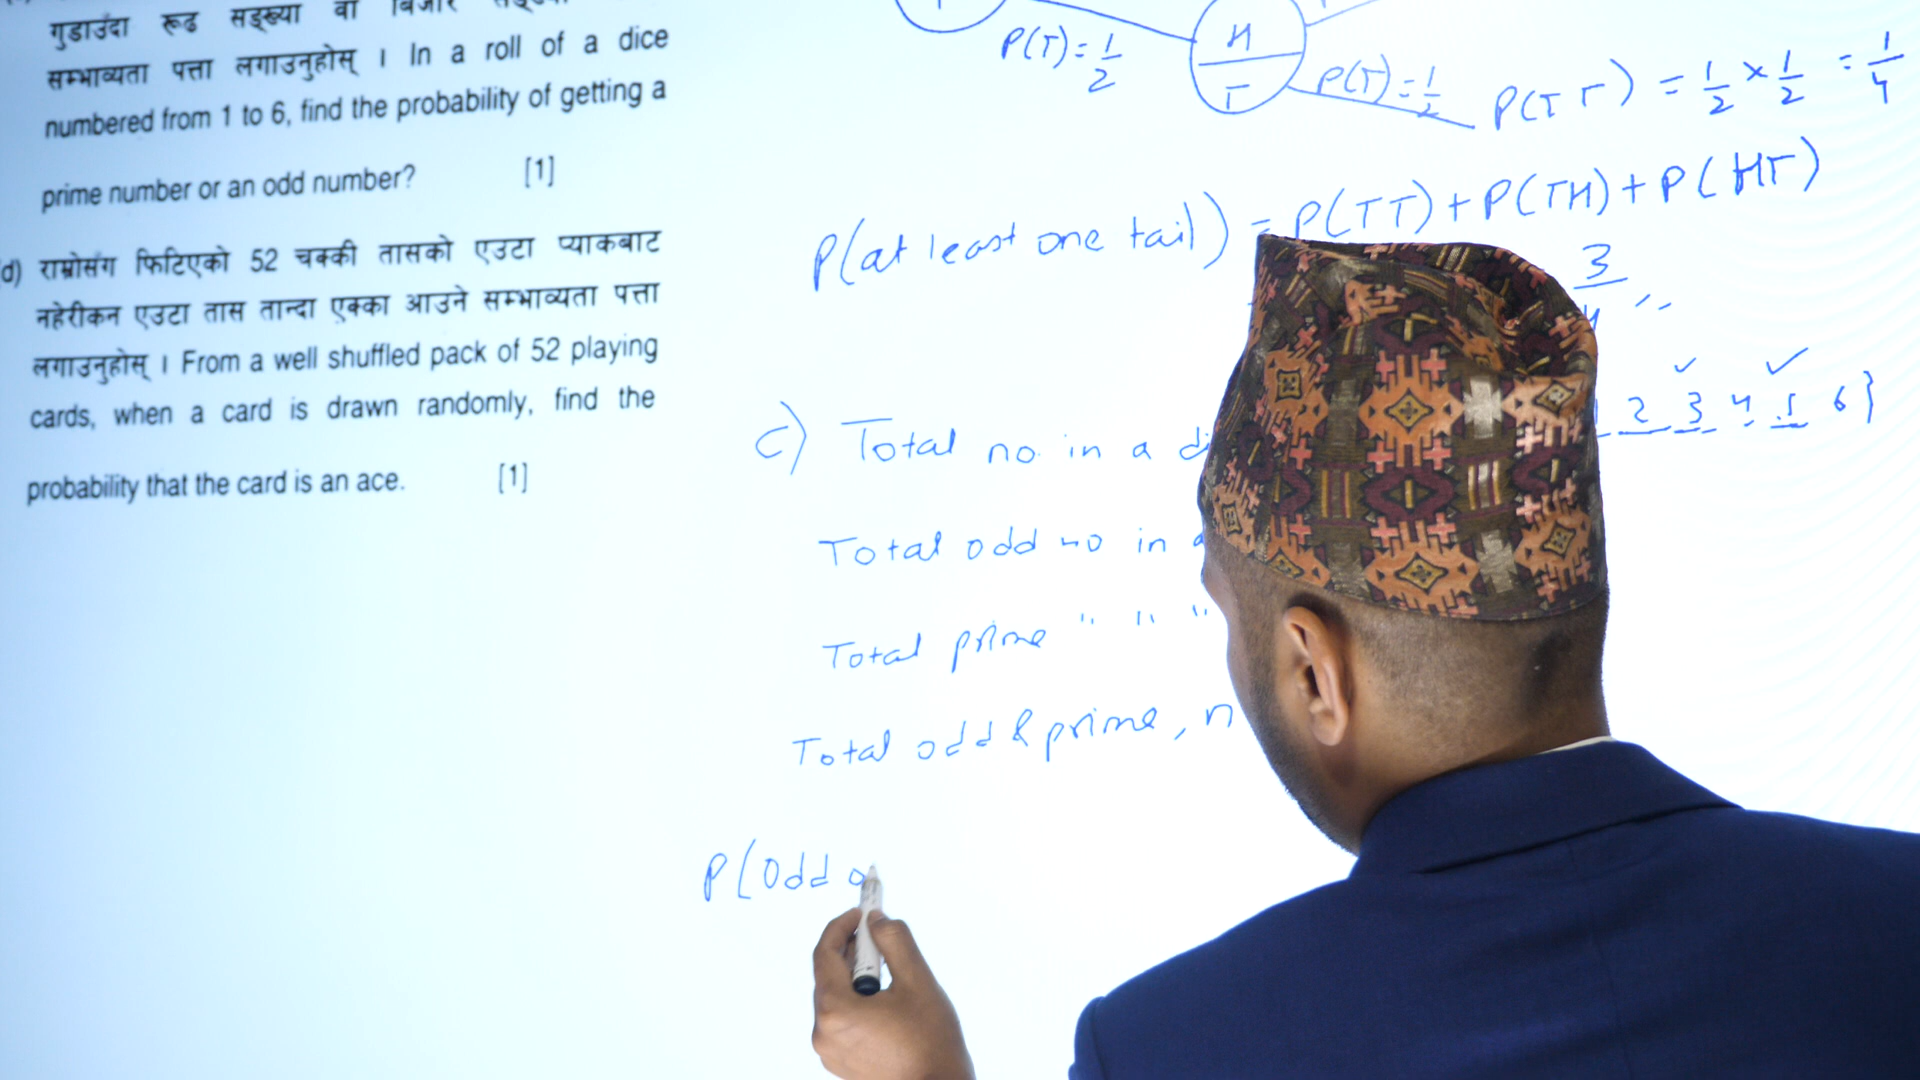 गुडाउँदा रूढ सङ्ख्या वा बिजोर
सम्भाव्यता पत्ता लगाउनुहोस् । In a roll of a dice
numbered from 1 to 6, find the probability of getting a
prime number or an odd number? [1]
d) राम्रोसंग फिटिएको 52 चक्की तासको एउटा प्याकबाट
नहेरीकन एउटा तास तान्दा एक्का आउने सम्भाव्यता पत्ता
लगाउनुहोस् । From a well shuffled pack of 52 playing
cards, when a card is drawn randomly, find the
probability that the card is an ace. [1]
P(T) = 1/2
H
T
P(T) = 1/2
P(TT) = 1/2 × 1/2 = 1/4
P(at least one tail) = P(TT) + P(TH) + P(HT)
3
4 "
c) Total no. in a
2 3 4 5 6}
Total odd no in
Total prime " " "
Total odd & prime, n
P(Odd